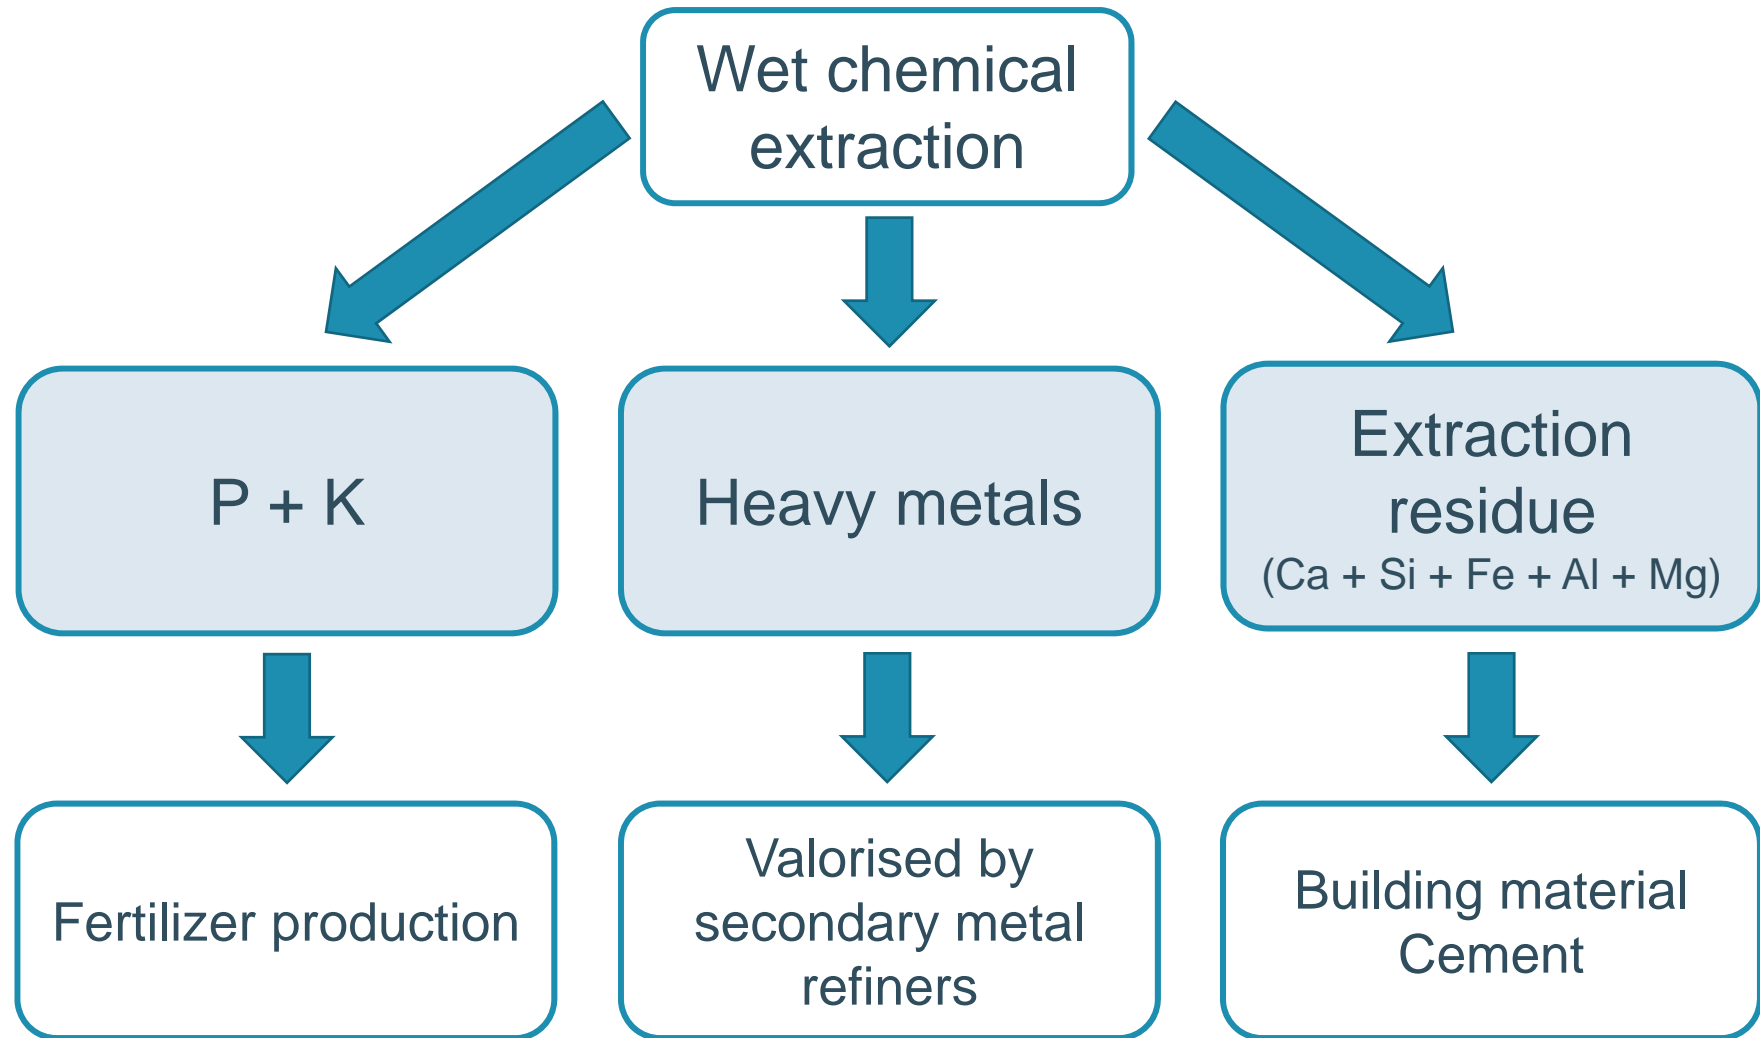 Wet chemical
extraction
P + K
Heavy metals
Extraction
residue
(Ca + Si + Fe + Al + Mg)
Fertilizer production
Valorised by
secondary metal
refiners
Building material
Cement